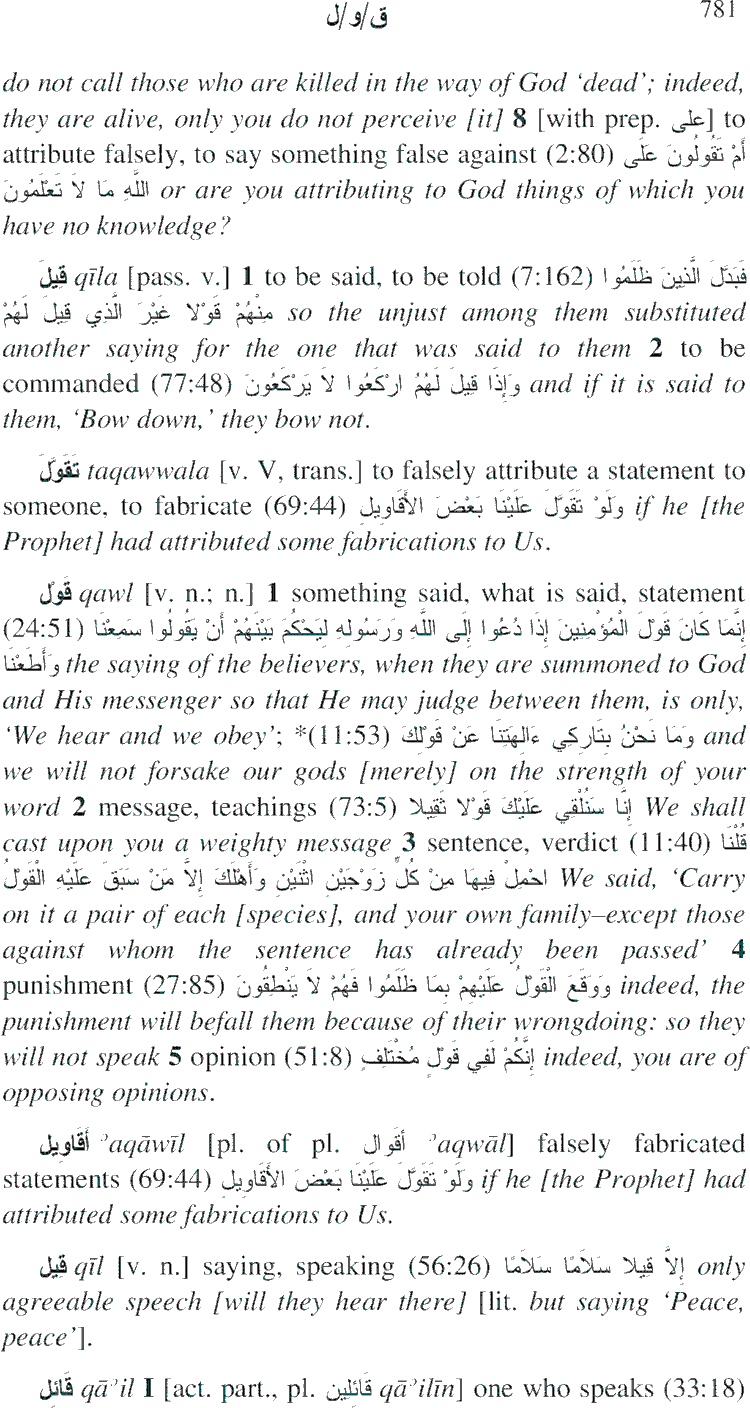 ق/و/ل 781
do not call those who are killed in the way of God ‘dead’; indeed,
they are alive, only you do not perceive [it] 8 [with prep. على] to
attribute falsely, to say something false against (2:80) أَمْ تَقُولُونَ عَلَى
اللَّهِ مَا لاَ تَعْلَمُونَ or are you attributing to God things of which you
have no knowledge?
قِيلَ qīla [pass. v.] 1 to be said, to be told (7:162) فَبَدَّلَ الَّذِينَ ظَلَمُوا
مِنْهُمْ قَوْلا غَيْرَ الَّذِي قِيلَ لَهُمْ so the unjust among them substituted
another saying for the one that was said to them 2 to be
commanded (77:48) وَإِذَا قِيلَ لَهُمُ ارْكَعُوا لاَ يَرْكَعُونَ and if it is said to
them, ‘Bow down,’ they bow not.
تَقَوَّلَ taqawwala [v. V, trans.] to falsely attribute a statement to
someone, to fabricate (69:44) وَلَوْ تَقَوَّلَ عَلَيْنَا بَعْضَ الأَقَاوِيلِ if he [the
Prophet] had attributed some fabrications to Us.
قَوْل qawl [v. n.; n.] 1 something said, what is said, statement
(24:51) إِنَّمَا كَانَ قَوْلَ الْمُؤْمِنِينَ إِذَا دُعُوا إِلَى اللَّهِ وَرَسُولِهِ لِيَحْكُمَ بَيْنَهُمْ أَنْ يَقُولُوا سَمِعْنَا
وَأَطَعْنَا the saying of the believers, when they are summoned to God
and His messenger so that He may judge between them, is only,
‘We hear and we obey’; *(11:53) وَمَا نَحْنُ بِتَارِكِي ءَالِهَتِنَا عَنْ قَوْلِكَ and
we will not forsake our gods [merely] on the strength of your
word 2 message, teachings (73:5) إِنَّا سَنُلْقِي عَلَيْكَ قَوْلا ثَقِيلا We shall
cast upon you a weighty message 3 sentence, verdict (11:40) قُلْنَا
احْمِلْ فِيهَا مِنْ كُلٍّ زَوْجَيْنِ اثْنَيْنِ وَأَهْلَكَ إِلاَّ مَنْ سَبَقَ عَلَيْهِ الْقَوْلُ We said, ‘Carry
on it a pair of each [species], and your own family–except those
against whom the sentence has already been passed’ 4
punishment (27:85) وَوَقَعَ الْقَوْلُ عَلَيْهِمْ بِمَا ظَلَمُوا فَهُمْ لاَ يَنْطِقُونَ indeed, the
punishment will befall them because of their wrongdoing: so they
will not speak 5 opinion (51:8) إِنَّكُمْ لَفِي قَوْلٍ مُخْتَلِفٍ indeed, you are of
opposing opinions.
أَقَاوِيل ʾaqāwīl [pl. of pl. أَقْوَال ʾaqwāl] falsely fabricated
statements (69:44) وَلَوْ تَقَوَّلَ عَلَيْنَا بَعْضَ الأَقَاوِيلِ if he [the Prophet] had
attributed some fabrications to Us.
قِيل qīl [v. n.] saying, speaking (56:26) إِلاَّ قِيلا سَلاَمًا سَلاَمًا only
agreeable speech [will they hear there] [lit. but saying ‘Peace,
peace’].
قَائِل qāʾil I [act. part., pl. قَائِلِين qāʾilīn] one who speaks (33:18)